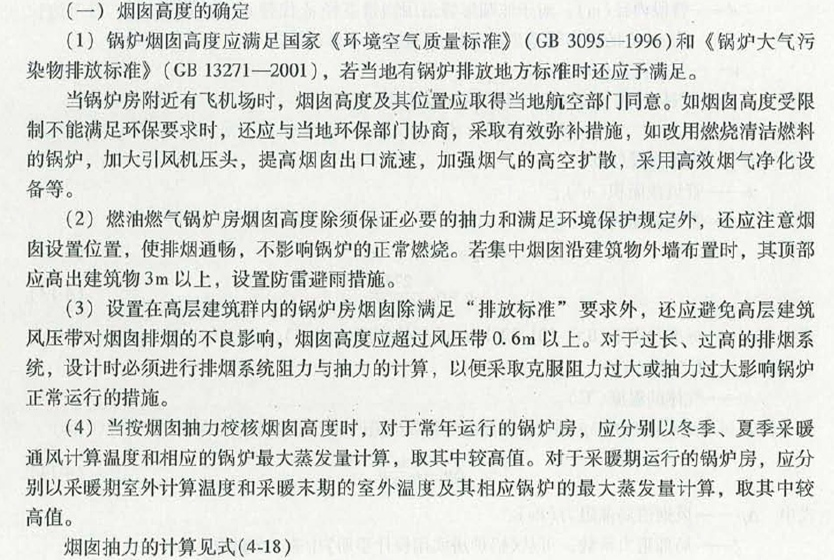 (一) 烟囱高度的确定
(1) 锅炉烟囱高度应满足国家《环境空气质量标准》(GB 3095—1996)和《锅炉大气污
染物排放标准》(GB 13271—2001)，若当地有锅炉排放地方标准时还应予满足。
当锅炉房附近有飞机场时，烟囱高度及其位置应取得当地航空部门同意。如烟囱高度受限
制不能满足环保要求时，还应与当地环保部门协商，采取有效弥补措施，如改用燃烧清洁燃料
的锅炉，加大引风机压头，提高烟囱出口流速，加强烟气的高空扩散，采用高效烟气净化设
备等。
(2) 燃油燃气锅炉房烟囱高度除须保证必要的抽力和满足环境保护规定外，还应注意烟
囱设置位置，使排烟通畅，不影响锅炉的正常燃烧。若集中烟囱沿建筑物外墙布置时，其顶部
应高出建筑物3m以上，设置防雷避雨措施。
(3) 设置在高层建筑群内的锅炉房烟囱除满足“排放标准”要求外，还应避免高层建筑
风压带对烟囱排烟的不良影响，烟囱高度应超过风压带0.6m以上。对于过长、过高的排烟系
统，设计时必须进行排烟系统阻力与抽力的计算，以便采取克服阻力过大或抽力过大影响锅炉
正常运行的措施。
(4) 当按烟囱抽力校核烟囱高度时，对于常年运行的锅炉房，应分别以冬季、夏季采暖
通风计算温度和相应的锅炉最大蒸发量计算，取其中较高值。对于采暖期运行的锅炉房，应分
别以采暖期室外计算温度和采暖末期的室外温度及其相应锅炉的最大蒸发量计算，取其中较
高值。
烟囱抽力的计算见式(4-18)